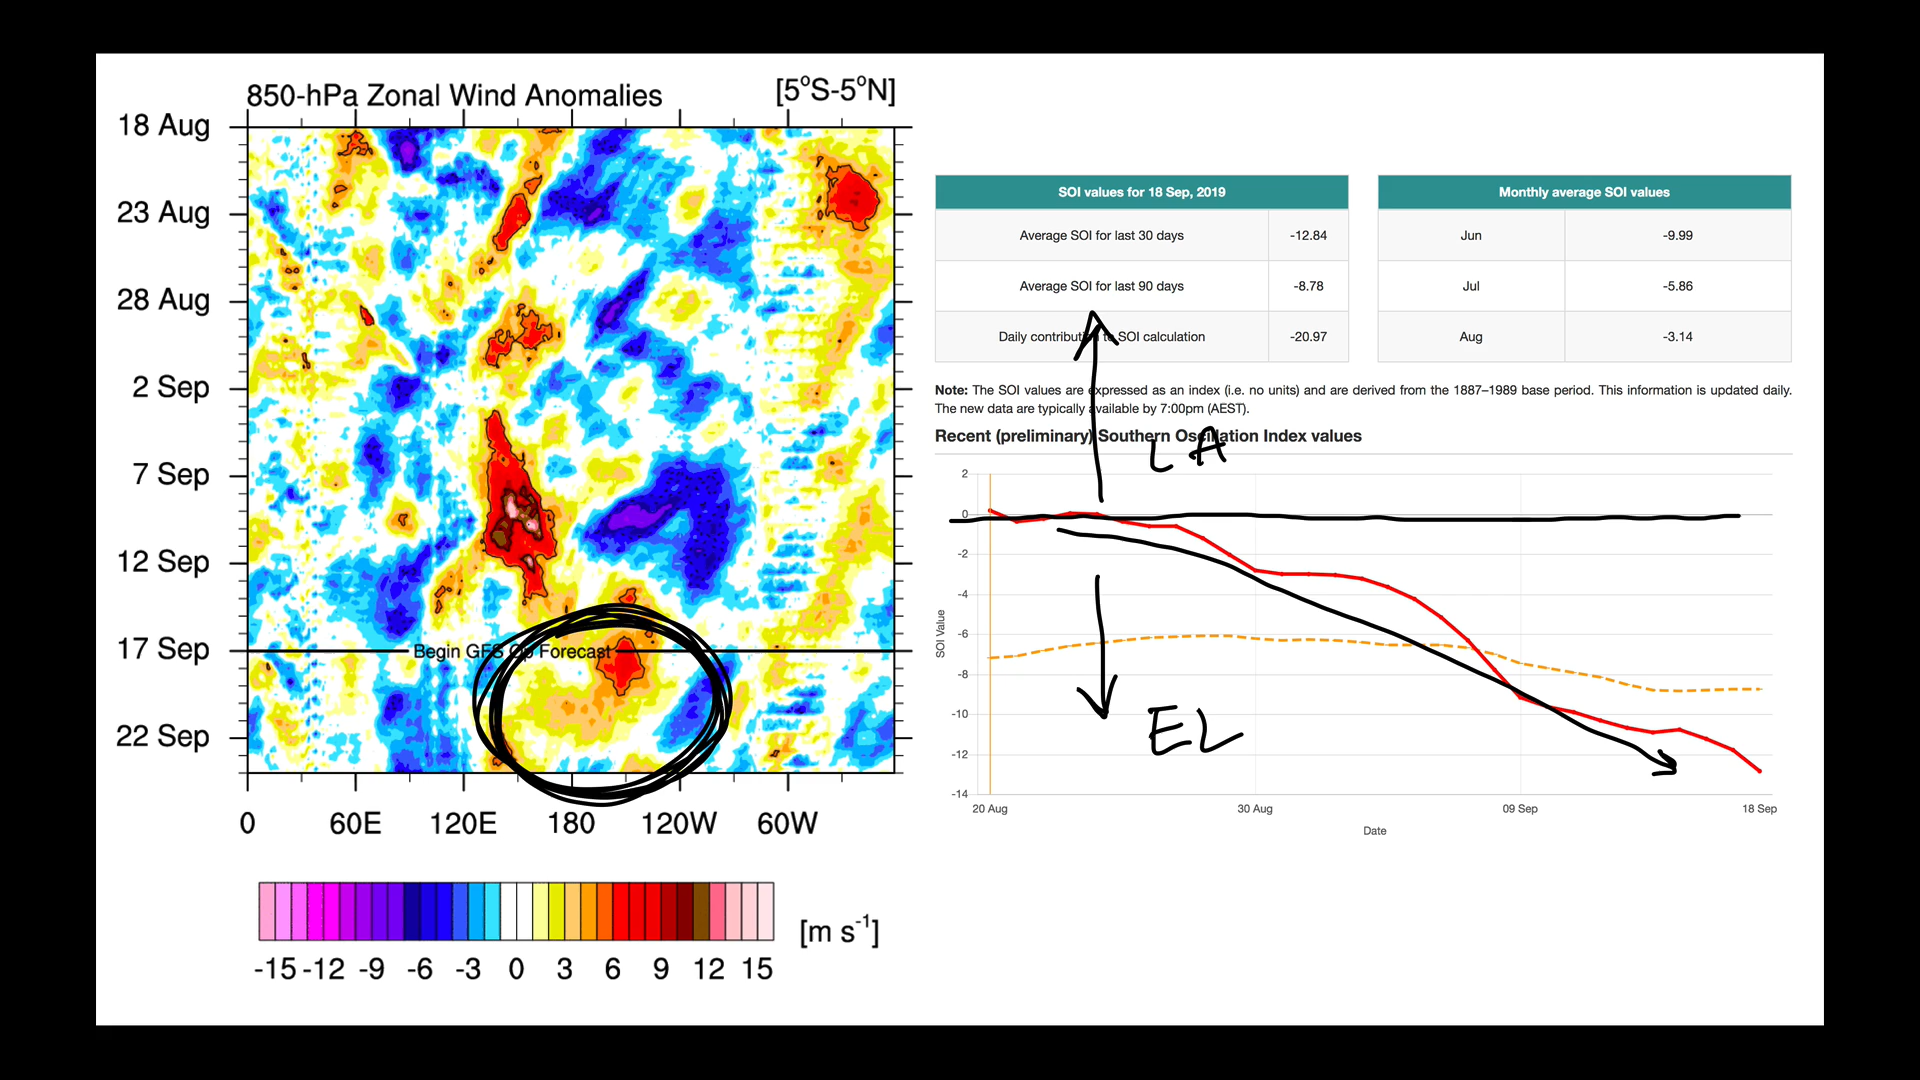 850-hPa Zonal Wind Anomalies [5°S-5°N]
18 Aug
23 Aug
28 Aug
2 Sep
7 Sep
12 Sep
17 Sep
22 Sep
Begin GFS Op Forecast
0 60E 120E 180 120W 60W
-15 -12 -9 -6 -3 0 3 6 9 12 15
[m s-1]
SOI values for 18 Sep, 2019
Average SOI for last 30 days -12.84
Average SOI for last 90 days -8.78
Daily contribution to SOI calculation -20.97
Monthly average SOI values
Jun -9.99
Jul -5.86
Aug -3.14
Note: The SOI values are expressed as an index (i.e. no units) and are derived from the 1887–1989 base period. This information is updated daily.
The new data are typically available by 7:00pm (AEST).
Recent (preliminary) Southern Oscillation Index values
LA
EL
SOI Value
2
0
-2
-4
-6
-8
-10
-12
-14
20 Aug 30 Aug 09 Sep 18 Sep
Date